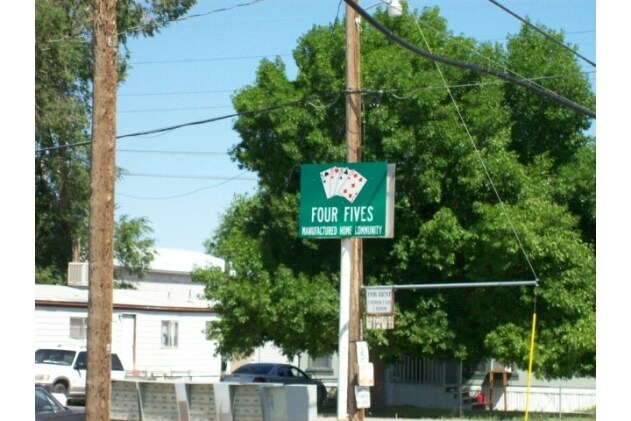 FOUR FIVES
MANUFACTURED HOME COMMUNITY
FOR RENT